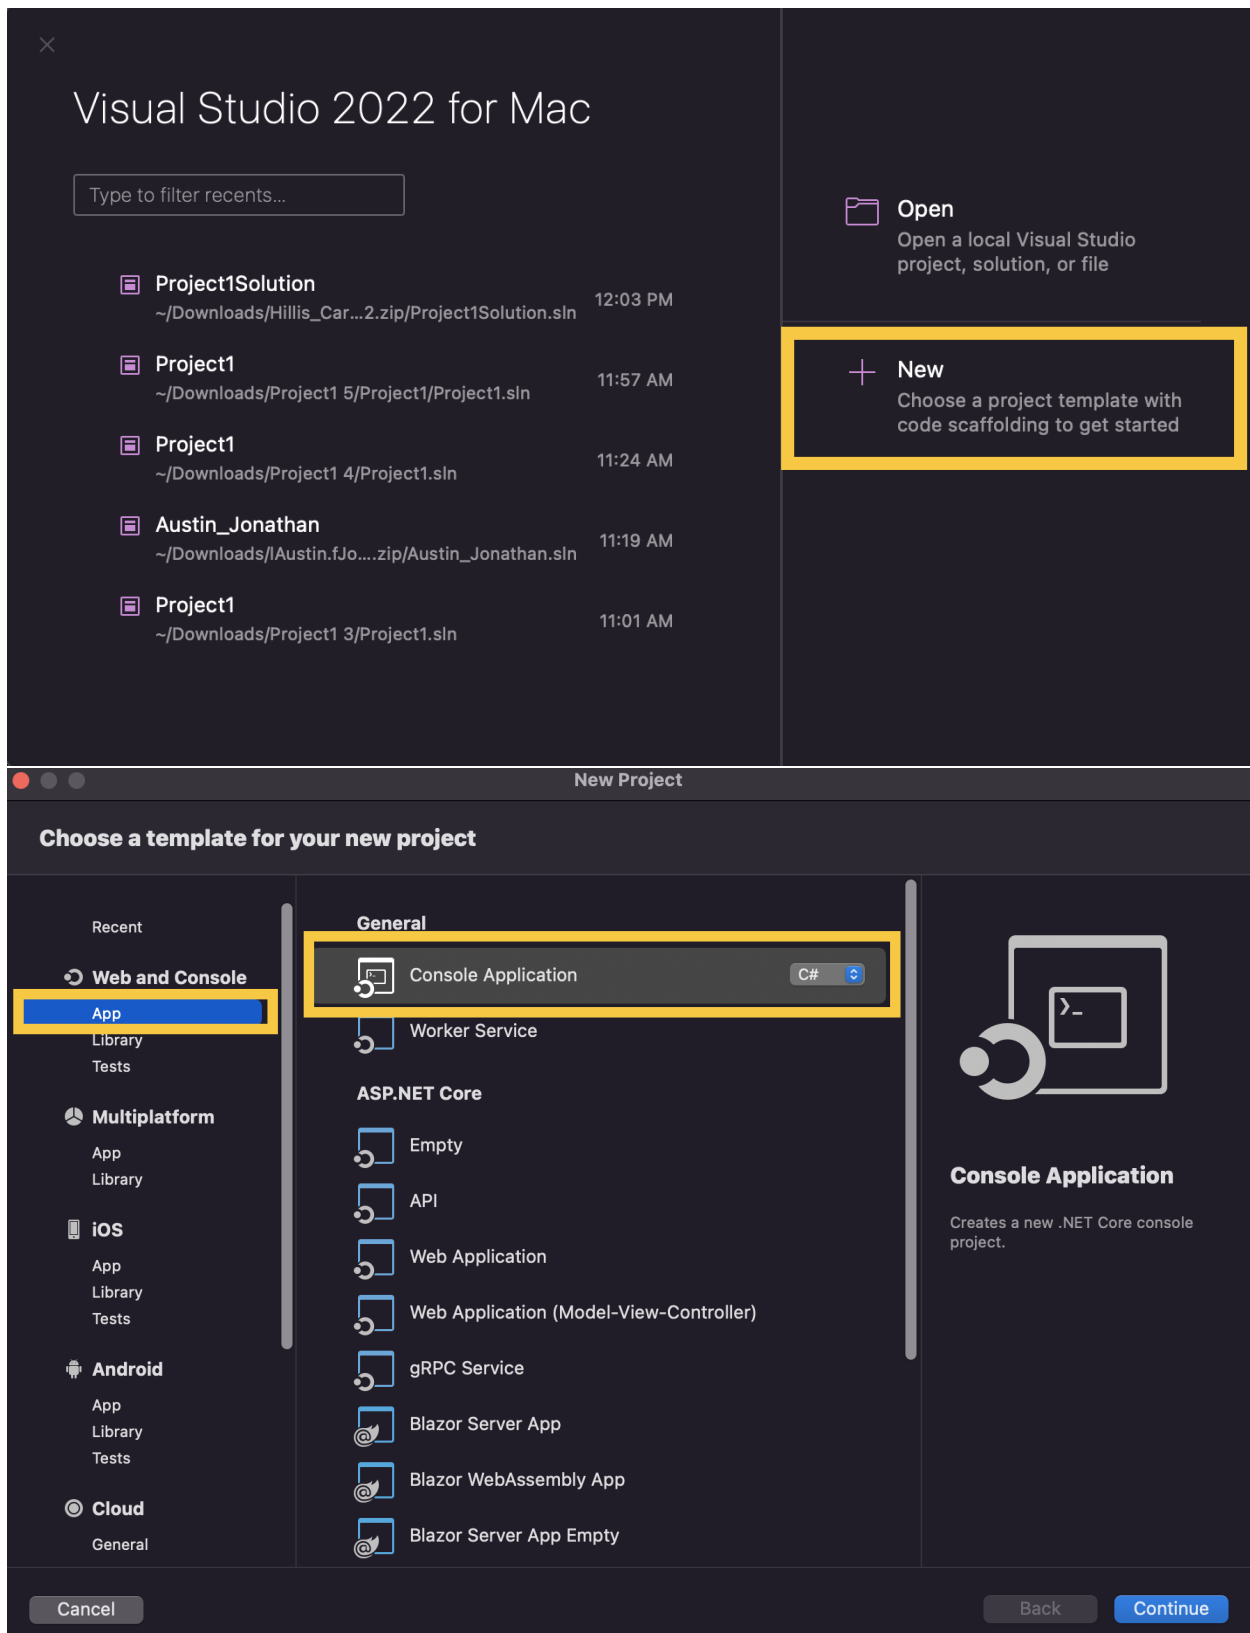 Visual Studio 2022 for Mac
Type to filter recents...
Project1Solution
~/Downloads/Hillis_Car...2.zip/Project1Solution.sln
12:03 PM
Project1
~/Downloads/Project1 5/Project1/Project1.sln
11:57 AM
Project1
~/Downloads/Project1 4/Project1.sln
11:24 AM
Austin_Jonathan
~/Downloads/lAustin.fJo....zip/Austin_Jonathan.sln
11:19 AM
Project1
~/Downloads/Project1 3/Project1.sln
11:01 AM
Open
Open a local Visual Studio
project, solution, or file
New
Choose a project template with
code scaffolding to get started
New Project
Choose a template for your new project
Recent
Web and Console
App
Library
Tests
Multiplatform
App
Library
iOS
App
Library
Tests
Android
App
Library
Tests
Cloud
General
General
Console Application
C#
Worker Service
ASP.NET Core
Empty
API
Web Application
Web Application (Model-View-Controller)
gRPC Service
Blazor Server App
Blazor WebAssembly App
Blazor Server App Empty
Console Application
Creates a new .NET Core console
project.
Cancel
Back
Continue